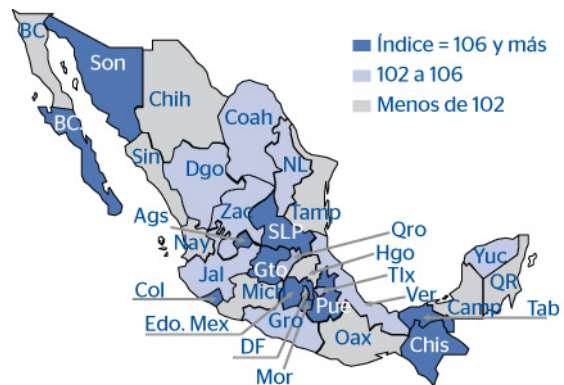 BC
Son
Índice = 106 y más
102 a 106
Menos de 102
Chih
Coah
BC.
Sin
Dgo
NL
Zac
Tamp
Ags
SLP
Qro
Nay
Hgo
Yuc
Jal
Gto
Tlx
QR
Col
Mich
Ver
Camp
Tab
Edo. Mex
Pue
Gro
DF
Oax
Chis
Mor